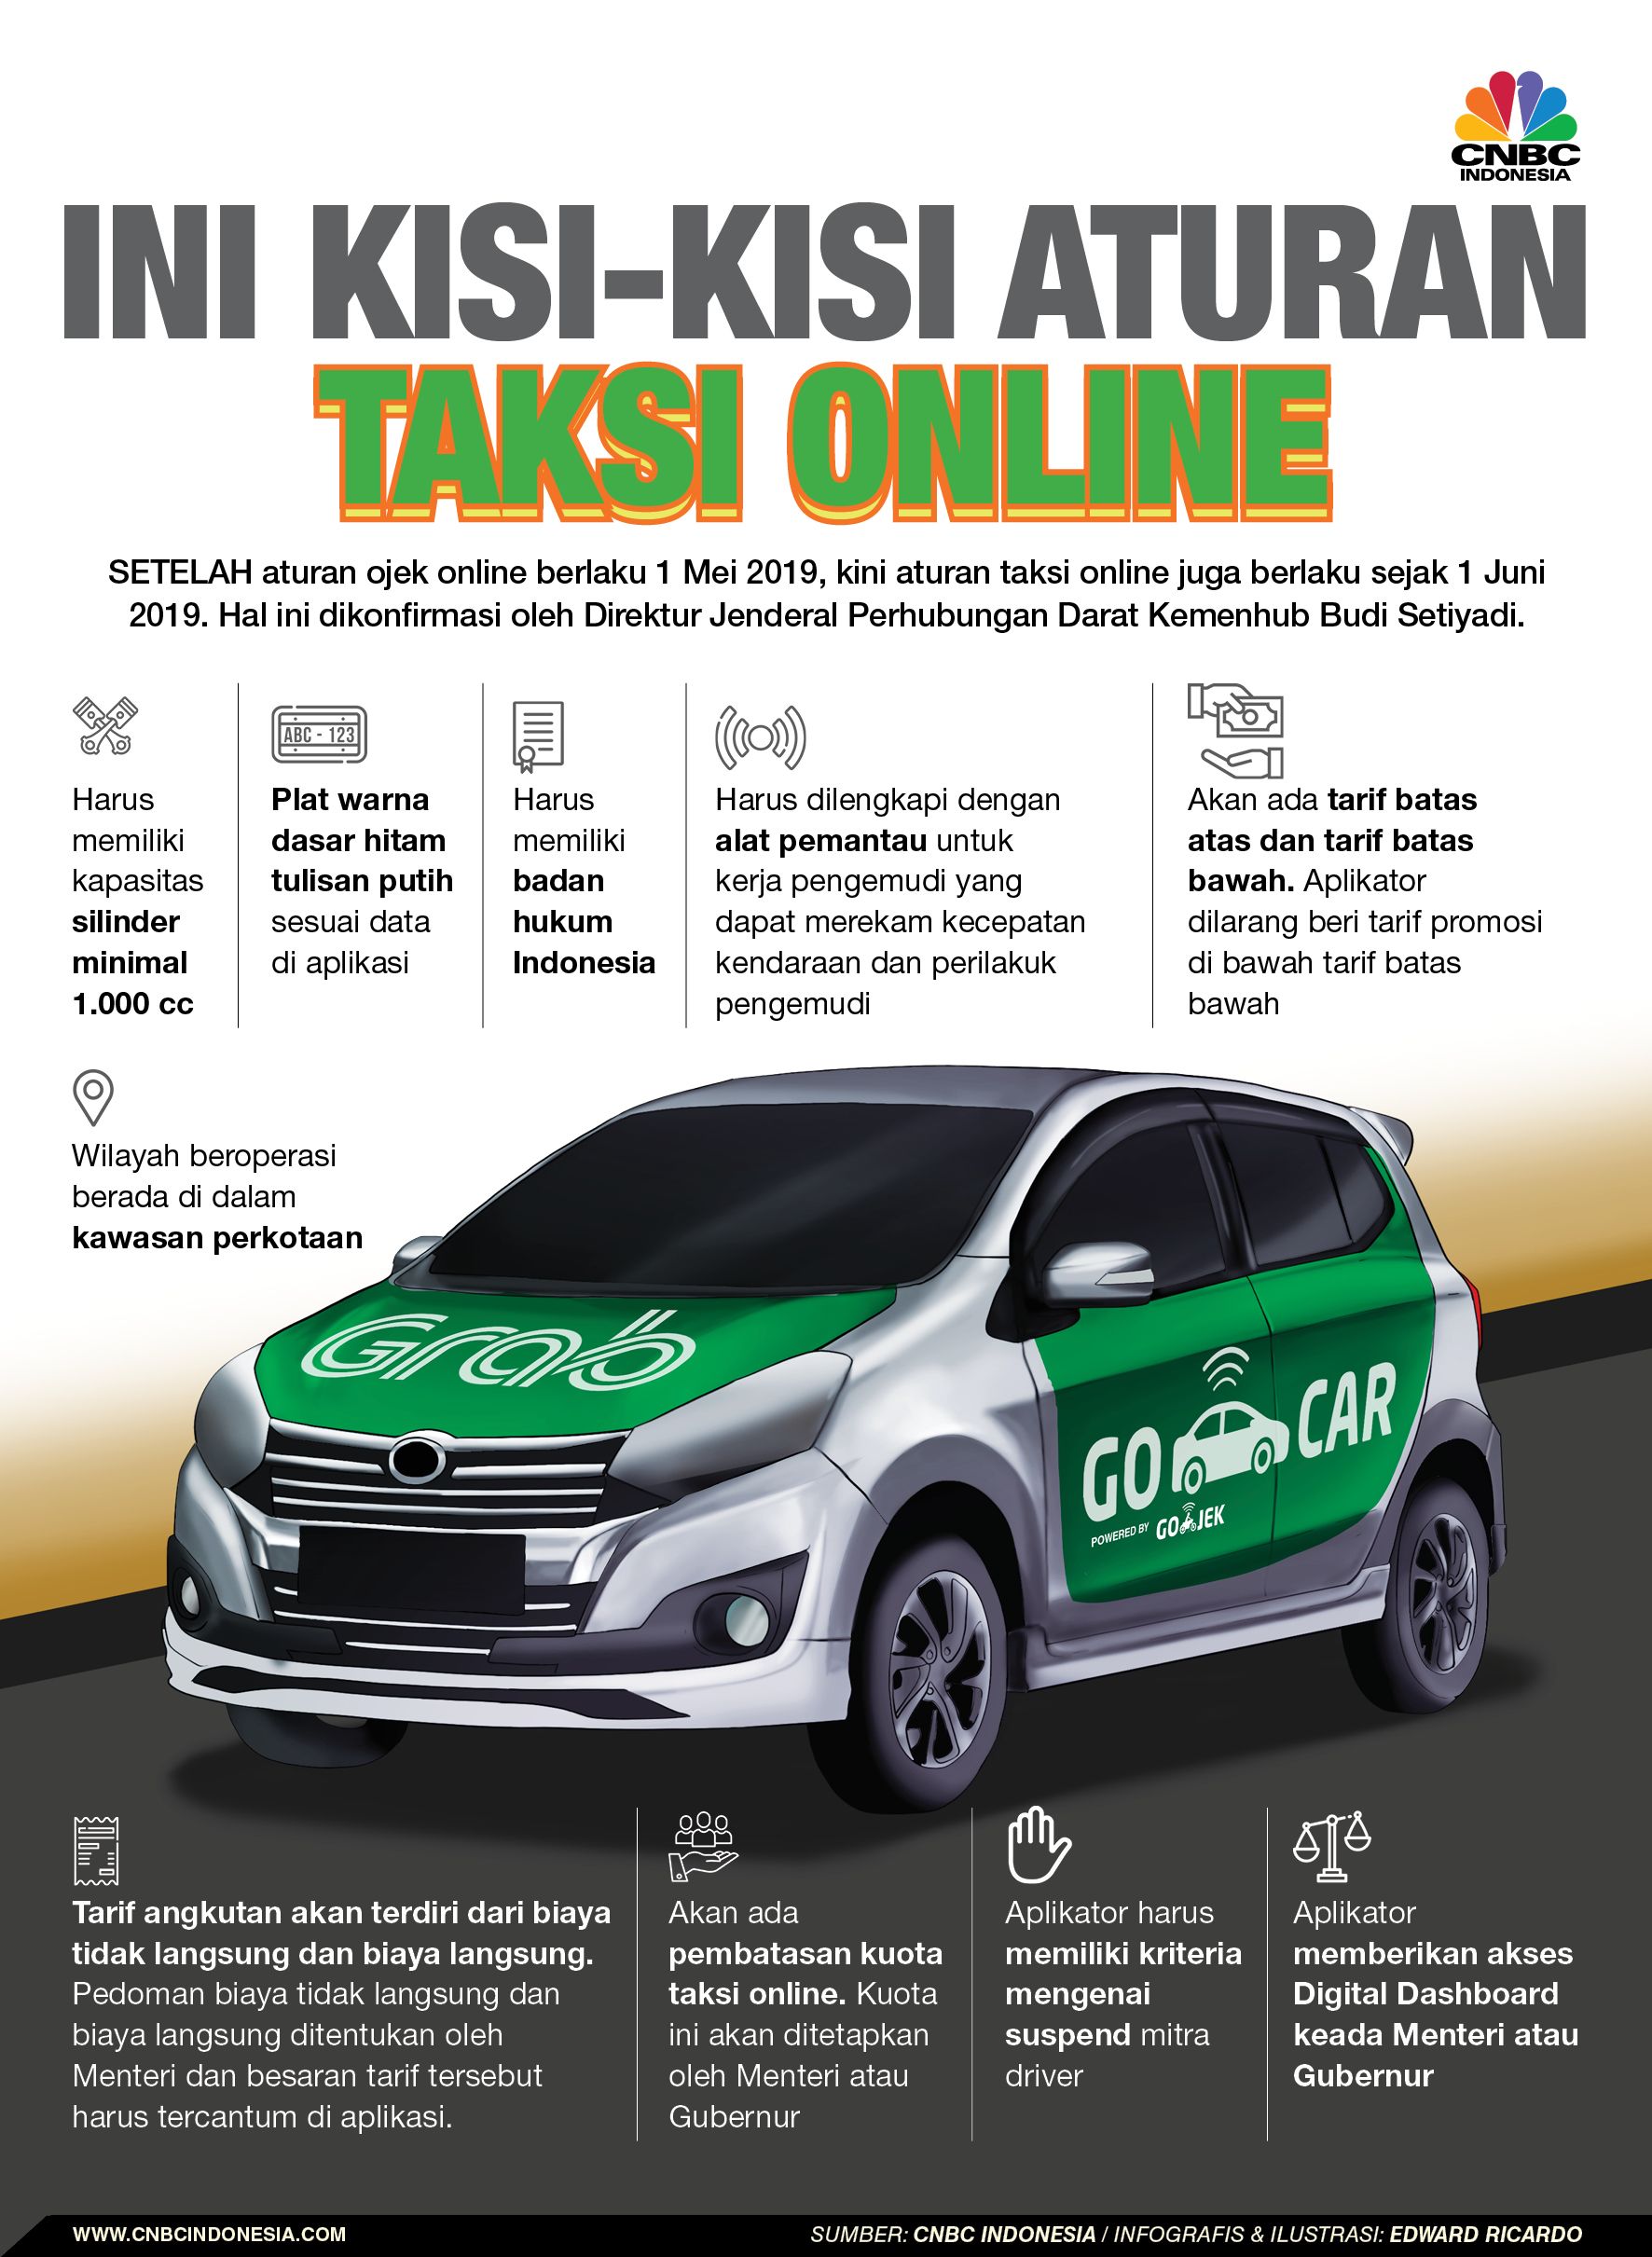 CNBC
INDONESIA
INI KISI-KISI ATURAN
TAKSI ONLINE
SETELAH aturan ojek online berlaku 1 Mei 2019, kini aturan taksi online juga berlaku sejak 1 Juni
2019. Hal ini dikonfirmasi oleh Direktur Jenderal Perhubungan Darat Kemenhub Budi Setiyadi.
Harus
memiliki
kapasitas
silinder
minimal
1.000 cc
ABC - 123
Plat warna
dasar hitam
tulisan putih
sesuai data
di aplikasi
Harus
memiliki
badan
hukum
Indonesia
Harus dilengkapi dengan
alat pemantau untuk
kerja pengemudi yang
dapat merekam kecepatan
kendaraan dan perilakuk
pengemudi
Akan ada tarif batas
atas dan tarif batas
bawah. Aplikator
dilarang beri tarif promosi
di bawah tarif batas
bawah
Wilayah beroperasi
berada di dalam
kawasan perkotaan
Grab
GO CAR
POWERED BY GO JEK
Tarif angkutan akan terdiri dari biaya
tidak langsung dan biaya langsung.
Pedoman biaya tidak langsung dan
biaya langsung ditentukan oleh
Menteri dan besaran tarif tersebut
harus tercantum di aplikasi.
Akan ada
pembatasan kuota
taksi online. Kuota
ini akan ditetapkan
oleh Menteri atau
Gubernur
Aplikator harus
memiliki kriteria
mengenai
suspend mitra
driver
Aplikator
memberikan akses
Digital Dashboard
keada Menteri atau
Gubernur
WWW.CNBCINDONESIA.COM
SUMBER: CNBC INDONESIA / INFOGRAFIS & ILUSTRASI: EDWARD RICARDO